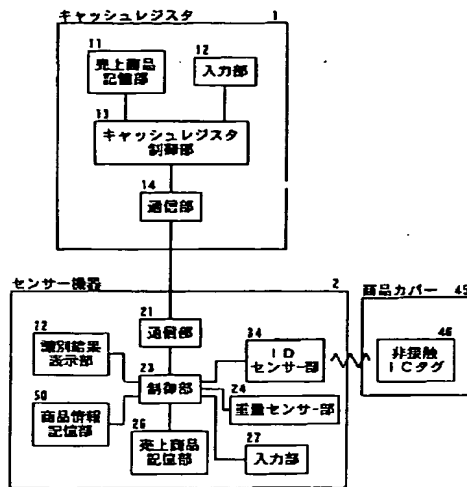 キャッシュレジスタ 1
11
売上商品
記憶部
12
入力部
13
キャッシュレジスタ
制御部
14
通信部
センサー機器 2
21
通信部
22
識別結果
表示部
23
制御部
34
ID
センサー部
24
重量センサー部
50
商品情報
記憶部
26
売上商品
記憶部
27
入力部
商品カバー 45
46
非接触
ICタグ